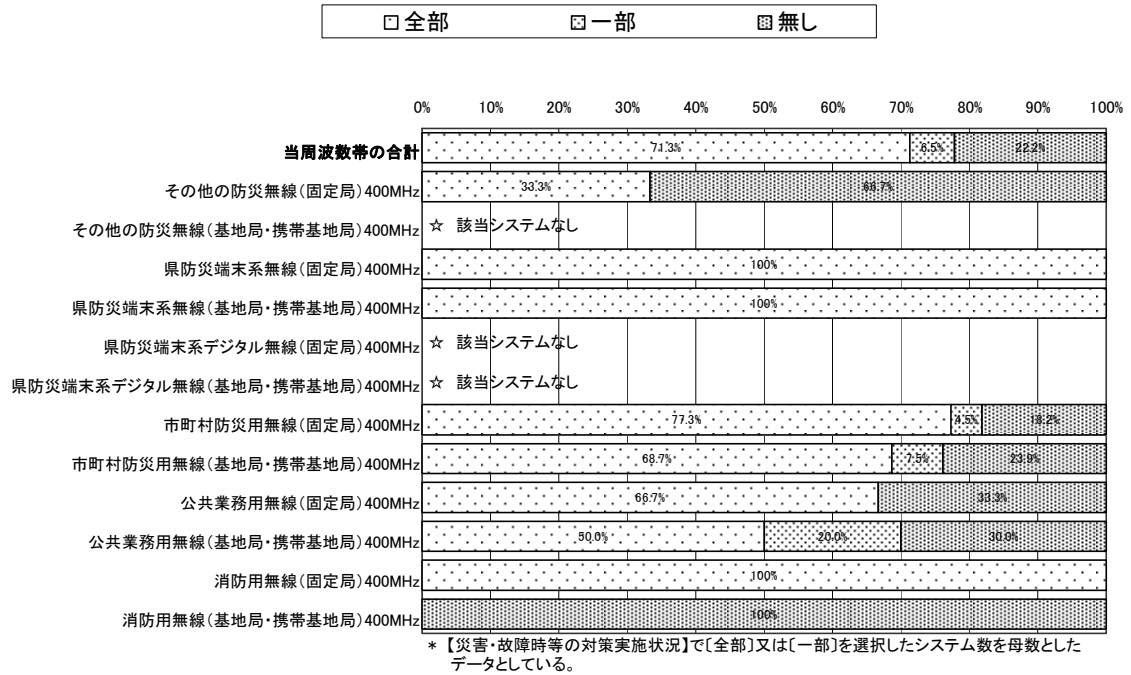 全部 一部 無し
0% 10% 20% 30% 40% 50% 60% 70% 80% 90% 100%
当周波数帯の合計 71.3% 6.5% 22.2%
その他の防災無線(固定局)400MHz 33.3% 66.7%
その他の防災無線(基地局・携帯基地局)400MHz ☆ 該当システムなし
県防災端末系無線(固定局)400MHz 100%
県防災端末系無線(基地局・携帯基地局)400MHz 100%
県防災端末系デジタル無線(固定局)400MHz ☆ 該当システムなし
県防災端末系デジタル無線(基地局・携帯基地局)400MHz ☆ 該当システムなし
市町村防災用無線(固定局)400MHz 77.3% 4.5% 18.2%
市町村防災用無線(基地局・携帯基地局)400MHz 68.7% 7.5% 23.9%
公共業務用無線(固定局)400MHz 66.7% 33.3%
公共業務用無線(基地局・携帯基地局)400MHz 50.0% 20.0% 30.0%
消防用無線(固定局)400MHz 100%
消防用無線(基地局・携帯基地局)400MHz 100%
* 【災害・故障時等の対策実施状況】で〔全部〕又は〔一部〕を選択したシステム数を母数とした
データとしている。